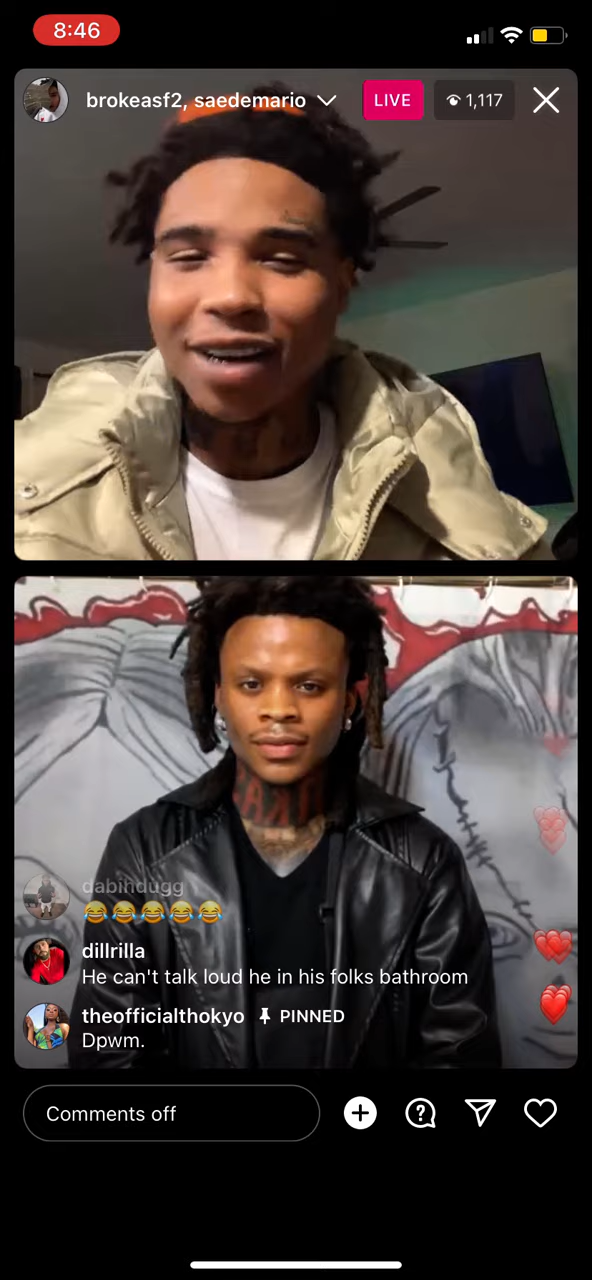 8:46
brokeasf2, saedemario
LIVE
1,117
dabihdugg
😂😂😂😂😂
dillrilla
He can't talk loud he in his folks bathroom
theofficialthokyo PINNED
Dpwm.
Comments off